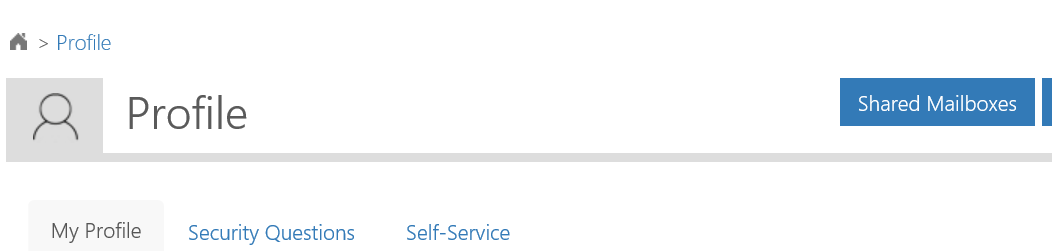 > Profile
Profile
Shared Mailboxes
My Profile
Security Questions
Self-Service